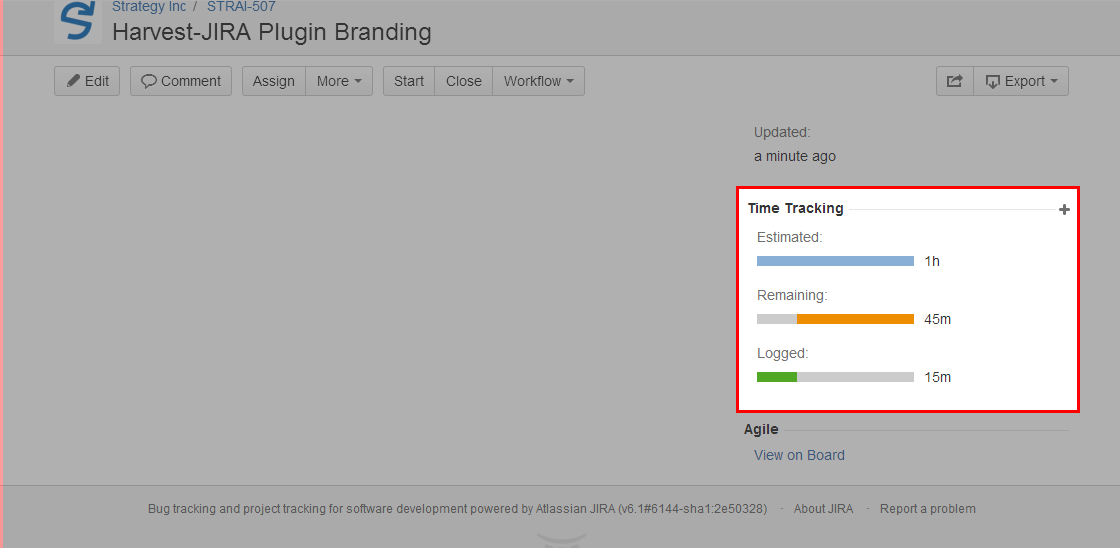 Strategy Inc / STRAI-507
Harvest-JIRA Plugin Branding
Edit Comment Assign More Start Close Workflow Export
Updated:
a minute ago
Time Tracking
Estimated:
1h
Remaining:
45m
Logged:
15m
Agile
View on Board
Bug tracking and project tracking for software development powered by Atlassian JIRA (v6.1#6144-sha1:2e50328) · About JIRA · Report a problem